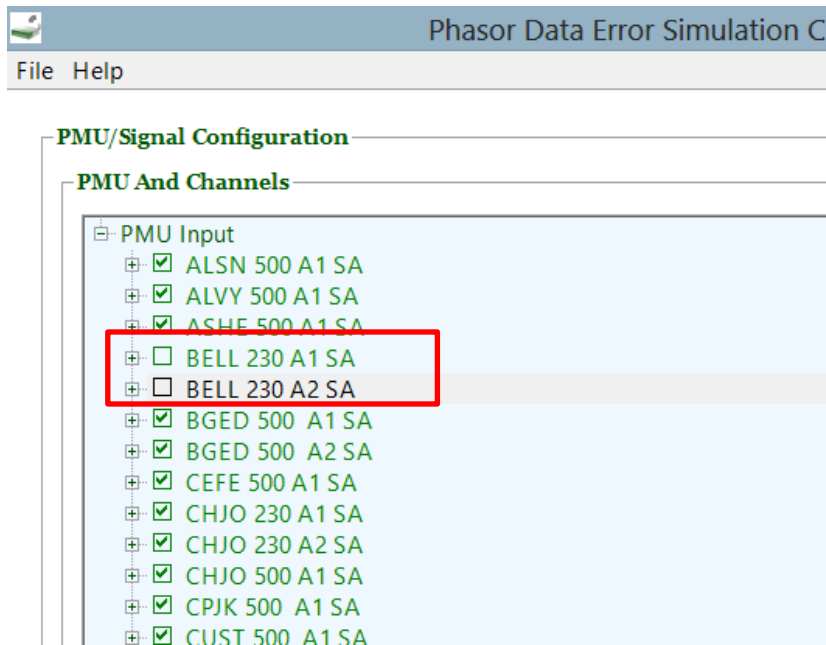 Phasor Data Error Simulation C
File Help
PMU/Signal Configuration
PMU And Channels
PMU Input
ALSN 500 A1 SA
ALVY 500 A1 SA
ASHE 500 A1 SA
BELL 230 A1 SA
BELL 230 A2 SA
BGED 500  A1 SA
BGED 500  A2 SA
CEFE 500 A1 SA
CHJO 230 A1 SA
CHJO 230 A2 SA
CHJO 500 A1 SA
CPJK 500  A1 SA
CUST 500  A1 SA